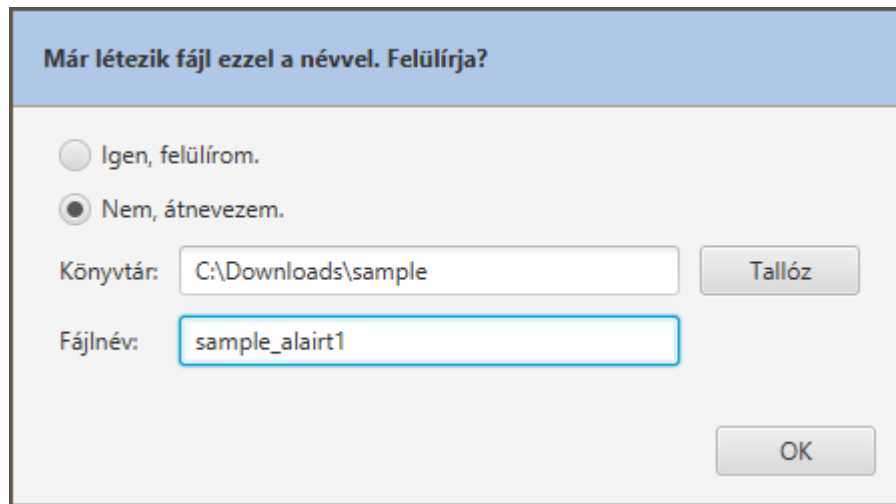 Már létezik fájl ezzel a névvel. Felülírja?
Igen, felülírom.
Nem, átnevezem.
Könyvtár: C:\Downloads\sample Tallóz
Fájlnév: sample_alairt1
OK